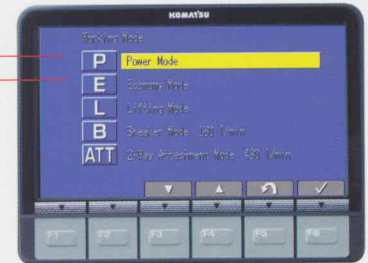 KOMATSU
Working Mode
P Power Mode
E Economy Mode
L Lifting Mode
B Breaker Mode
ATT 2-Way Attachment Mode
F1 F2 F3 F4 F5 F6